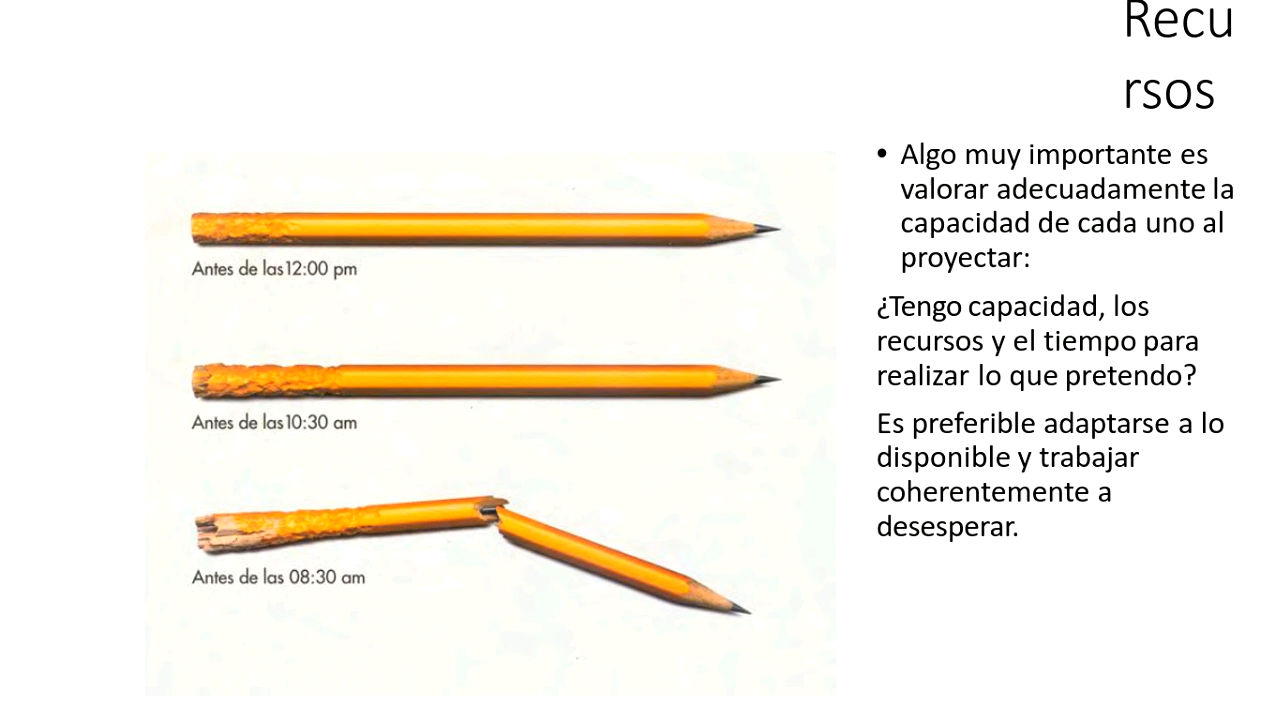 Recu
rsos
Antes de las12:00 pm
Antes de las10:30 am
Antes de las 08:30 am
• Algo muy importante es
valorar adecuadamente la
capacidad de cada uno al
proyectar:
¿Tengo capacidad, los
recursos y el tiempo para
realizar lo que pretendo?
Es preferible adaptarse a lo
disponible y trabajar
coherentemente a
desesperar.